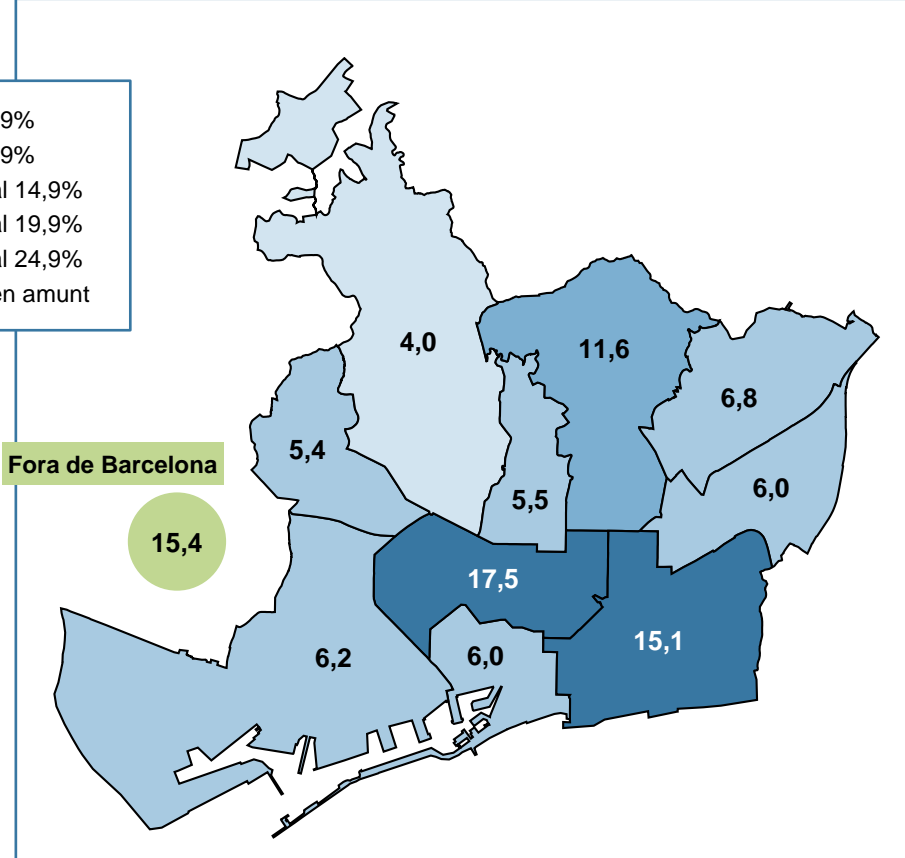 9%
9%
al 14,9%
al 19,9%
al 24,9%
en amunt
4,0
11,6
6,8
5,4
Fora de Barcelona
5,5
6,0
15,4
17,5
15,1
6,2
6,0